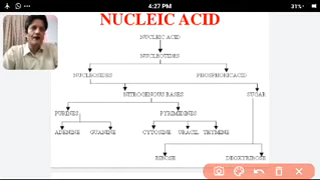 4:27 PM
31%
NUCLEIC ACID
NUCLEIC ACID
NUCLEOTIDES
NUCLEOSIDES PHOSPHORIC ACID
NITROGENOUS BASES SUGAR
PURINES PYRIMIDINES
ADENINE GUANINE CYTOSINE URACIL THYMINE
RIBOSE DEOXYRIBOSE